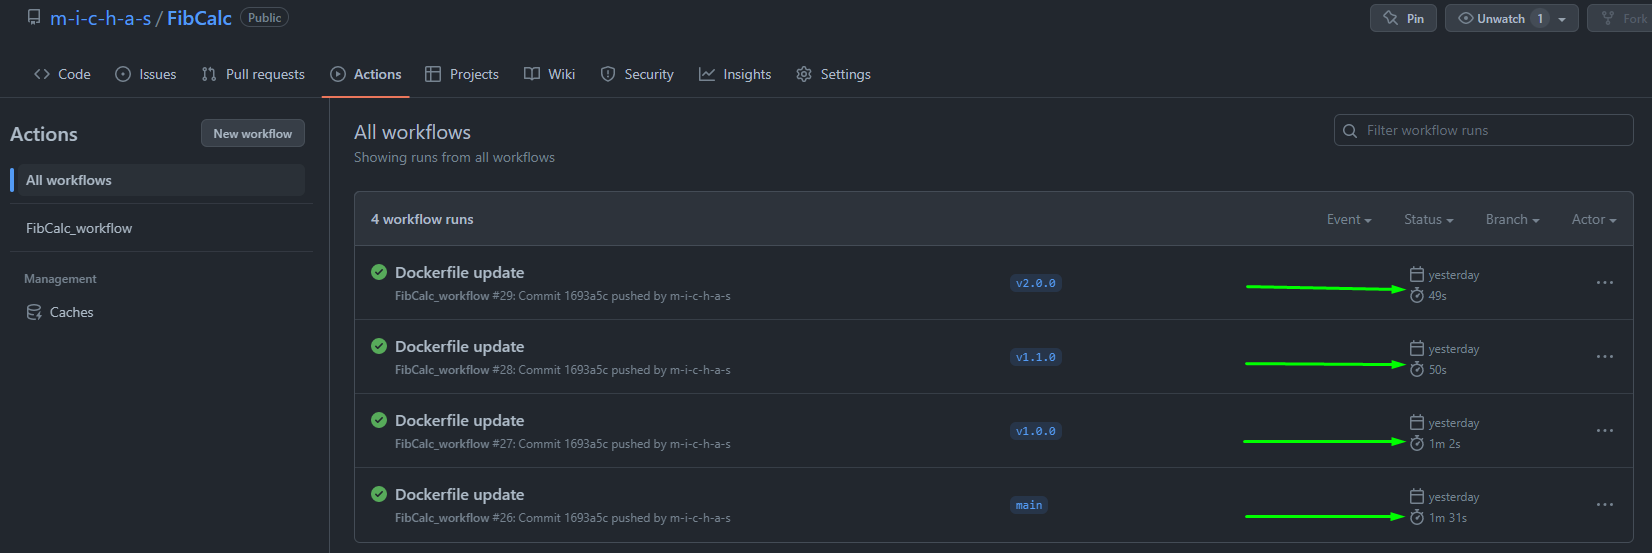 m-i-c-h-a-s / FibCalc Public
Pin
Unwatch 1
Fork
Code
Issues
Pull requests
Actions
Projects
Wiki
Security
Insights
Settings
Actions
New workflow
All workflows
FibCalc_workflow
Management
Caches
All workflows
Showing runs from all workflows
Filter workflow runs
4 workflow runs
Event
Status
Branch
Actor
Dockerfile update
FibCalc_workflow #29: Commit 1693a5c pushed by m-i-c-h-a-s
v2.0.0
yesterday
49s
Dockerfile update
FibCalc_workflow #28: Commit 1693a5c pushed by m-i-c-h-a-s
v1.1.0
yesterday
50s
Dockerfile update
FibCalc_workflow #27: Commit 1693a5c pushed by m-i-c-h-a-s
v1.0.0
yesterday
1m 2s
Dockerfile update
FibCalc_workflow #26: Commit 1693a5c pushed by m-i-c-h-a-s
main
yesterday
1m 31s